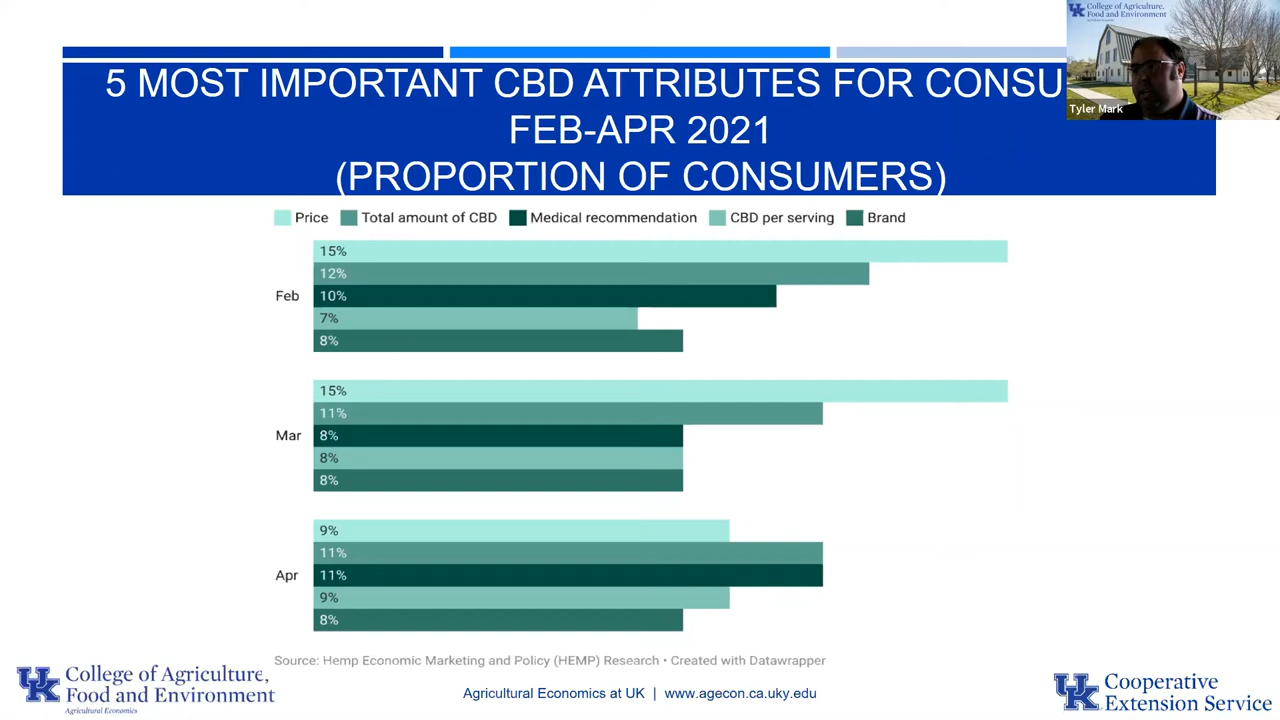 5 MOST IMPORTANT CBD ATTRIBUTES FOR CONSU
FEB-APR 2021
(PROPORTION OF CONSUMERS)
College of Agriculture,
Food and Environment
Tyler Mark
Price Total amount of CBD Medical recommendation CBD per serving Brand
Feb
15%
12%
10%
7%
8%
Mar
15%
11%
8%
8%
8%
Apr
9%
11%
11%
9%
8%
Source: Hemp Economic Marketing and Policy (HEMP) Research • Created with Datawrapper
UK College of Agriculture,
Food and Environment
Agricultural Economics
Agricultural Economics at UK | www.agecon.ca.uky.edu
UK Cooperative
Extension Service